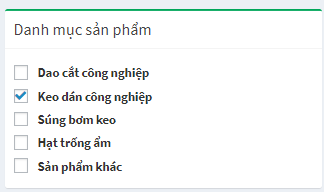 Danh mục sản phẩm
Dao cắt công nghiệp
Keo dán công nghiệp
Súng bơm keo
Hạt trống ẩm
Sản phẩm khác